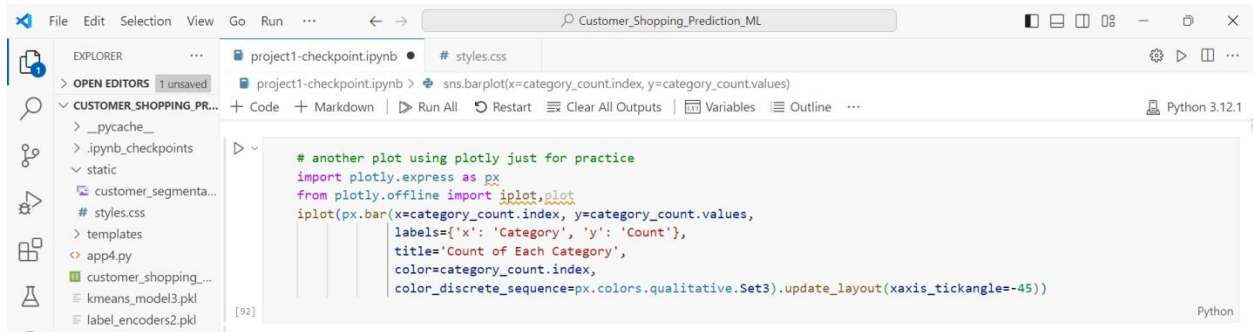 File Edit Selection View Go Run ··· ← → Customer_Shopping_Prediction_ML
EXPLORER ···
OPEN EDITORS 1 unsaved
CUSTOMER_SHOPPING_PR...
__pycache__
.ipynb_checkpoints
static
customer_segmenta...
# styles.css
templates
app4.py
customer_shopping_...
kmeans_model3.pkl
label_encoders2.pkl
1
project1-checkpoint.ipynb ● # styles.css
project1-checkpoint.ipynb > sns.barplot(x=category_count.index, y=category_count.values)
+ Code + Markdown | Run All Restart Clear All Outputs | Variables Outline ··· Python 3.12.1
# another plot using plotly just for practice
import plotly.express as px
from plotly.offline import iplot,plot
iplot(px.bar(x=category_count.index, y=category_count.values,
labels={'x': 'Category', 'y': 'Count'},
title='Count of Each Category',
color=category_count.index,
color_discrete_sequence=px.colors.qualitative.Set3).update_layout(xaxis_tickangle=-45))
[92] Python